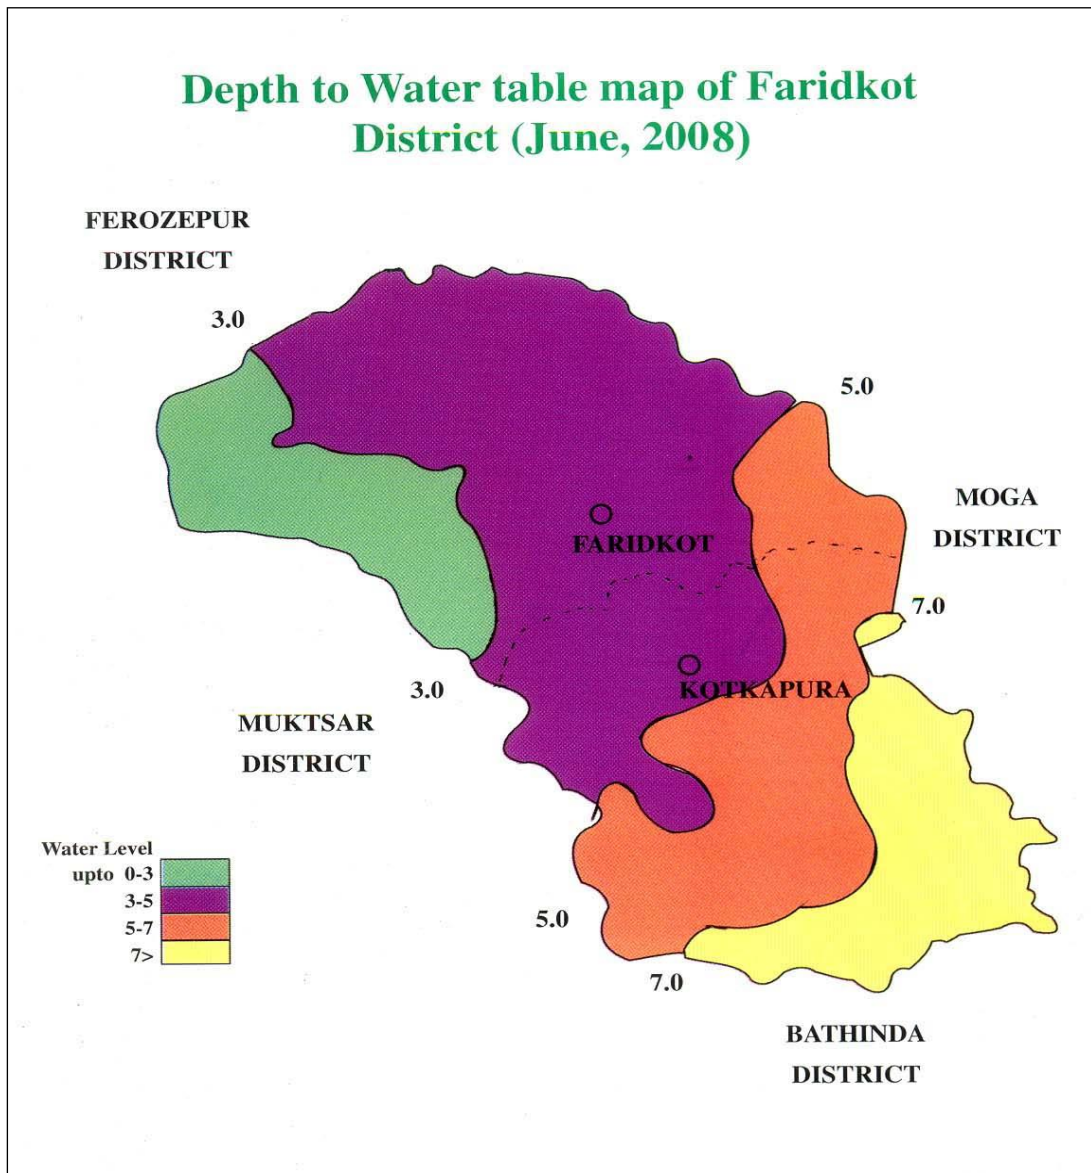 Depth to Water table map of Faridkot
District (June, 2008)
FEROZEPUR
DISTRICT
3.0
5.0
MOGA
DISTRICT
FARIDKOT
7.0
KOTKAPURA
3.0
MUKTSAR
DISTRICT
Water Level
upto 0-3
3-5
5-7
7>
5.0
7.0
BATHINDA
DISTRICT